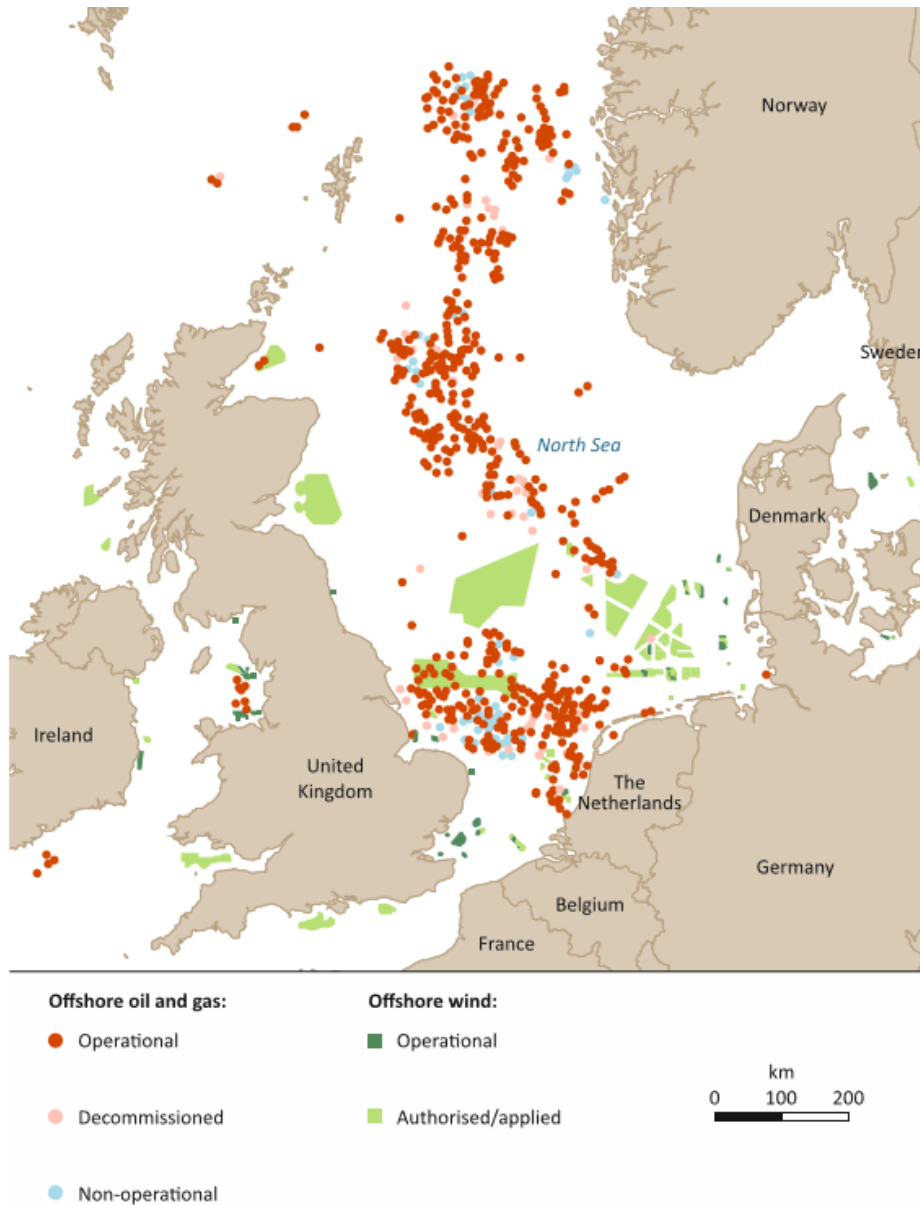 Norway
Sweden
North Sea
Denmark
Ireland
United
Kingdom
The
Netherlands
Germany
Belgium
France
Offshore oil and gas:
Offshore wind:
Operational
Operational
km
Decommissioned
Authorised/applied
0 100 200
Non-operational